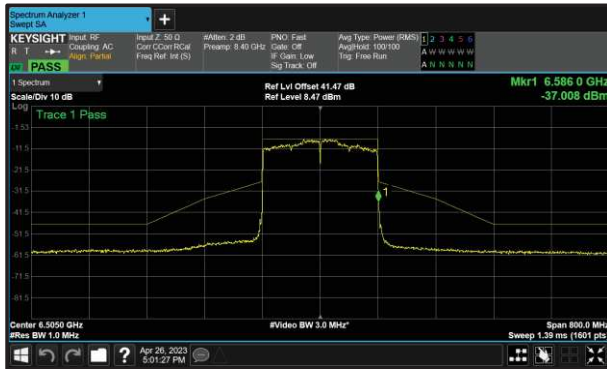 Spectrum Analyzer 1
Swept SA
+
KEYSIGHT Input: RF Input Z: 50 Ω #Atten: 2 dB PNO: Fast Avg Type: Power (RMS) 1 2 3 4 5 6
R T Coupling: AC Corr CCorr RCal Preamp: 8.40 GHz Gate: Off Avg|Hold: 100/100 A W W W W W
Align: Partial Freq Ref: Int (S) IF Gain: Low Trig: Free Run
PASS Sig Track: Off A N N N N N
1 Spectrum Ref Lvl Offset 41.47 dB Mkr1 6.586 0 GHz
Scale/Div 10 dB Ref Level 8.47 dBm -37.008 dBm
Log
Trace 1 Pass
-1.53
-11.5
-21.5
-31.5
1
-41.5
-51.5
-61.5
-71.5
-81.5
Center 6.5050 GHz #Video BW 3.0 MHz* Span 800.0 MHz
#Res BW 1.0 MHz Sweep 1.39 ms (1601 pts)
? Apr 26, 2023
5:01:27 PM